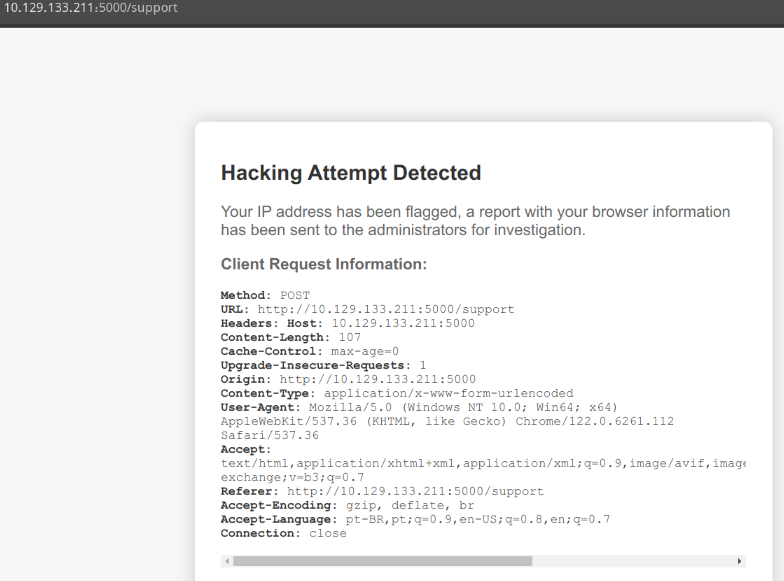 10.129.133.211:5000/support
Hacking Attempt Detected
Your IP address has been flagged, a report with your browser information
has been sent to the administrators for investigation.
Client Request Information:
Method: POST
URL: http://10.129.133.211:5000/support
Headers: Host: 10.129.133.211:5000
Content-Length: 107
Cache-Control: max-age=0
Upgrade-Insecure-Requests: 1
Origin: http://10.129.133.211:5000
Content-Type: application/x-www-form-urlencoded
User-Agent: Mozilla/5.0 (Windows NT 10.0; Win64; x64)
AppleWebKit/537.36 (KHTML, like Gecko) Chrome/122.0.6261.112
Safari/537.36
Accept:
text/html,application/xhtml+xml,application/xml;q=0.9,image/avif,image
exchange;v=b3;q=0.7
Referer: http://10.129.133.211:5000/support
Accept-Encoding: gzip, deflate, br
Accept-Language: pt-BR,pt;q=0.9,en-US;q=0.8,en;q=0.7
Connection: close